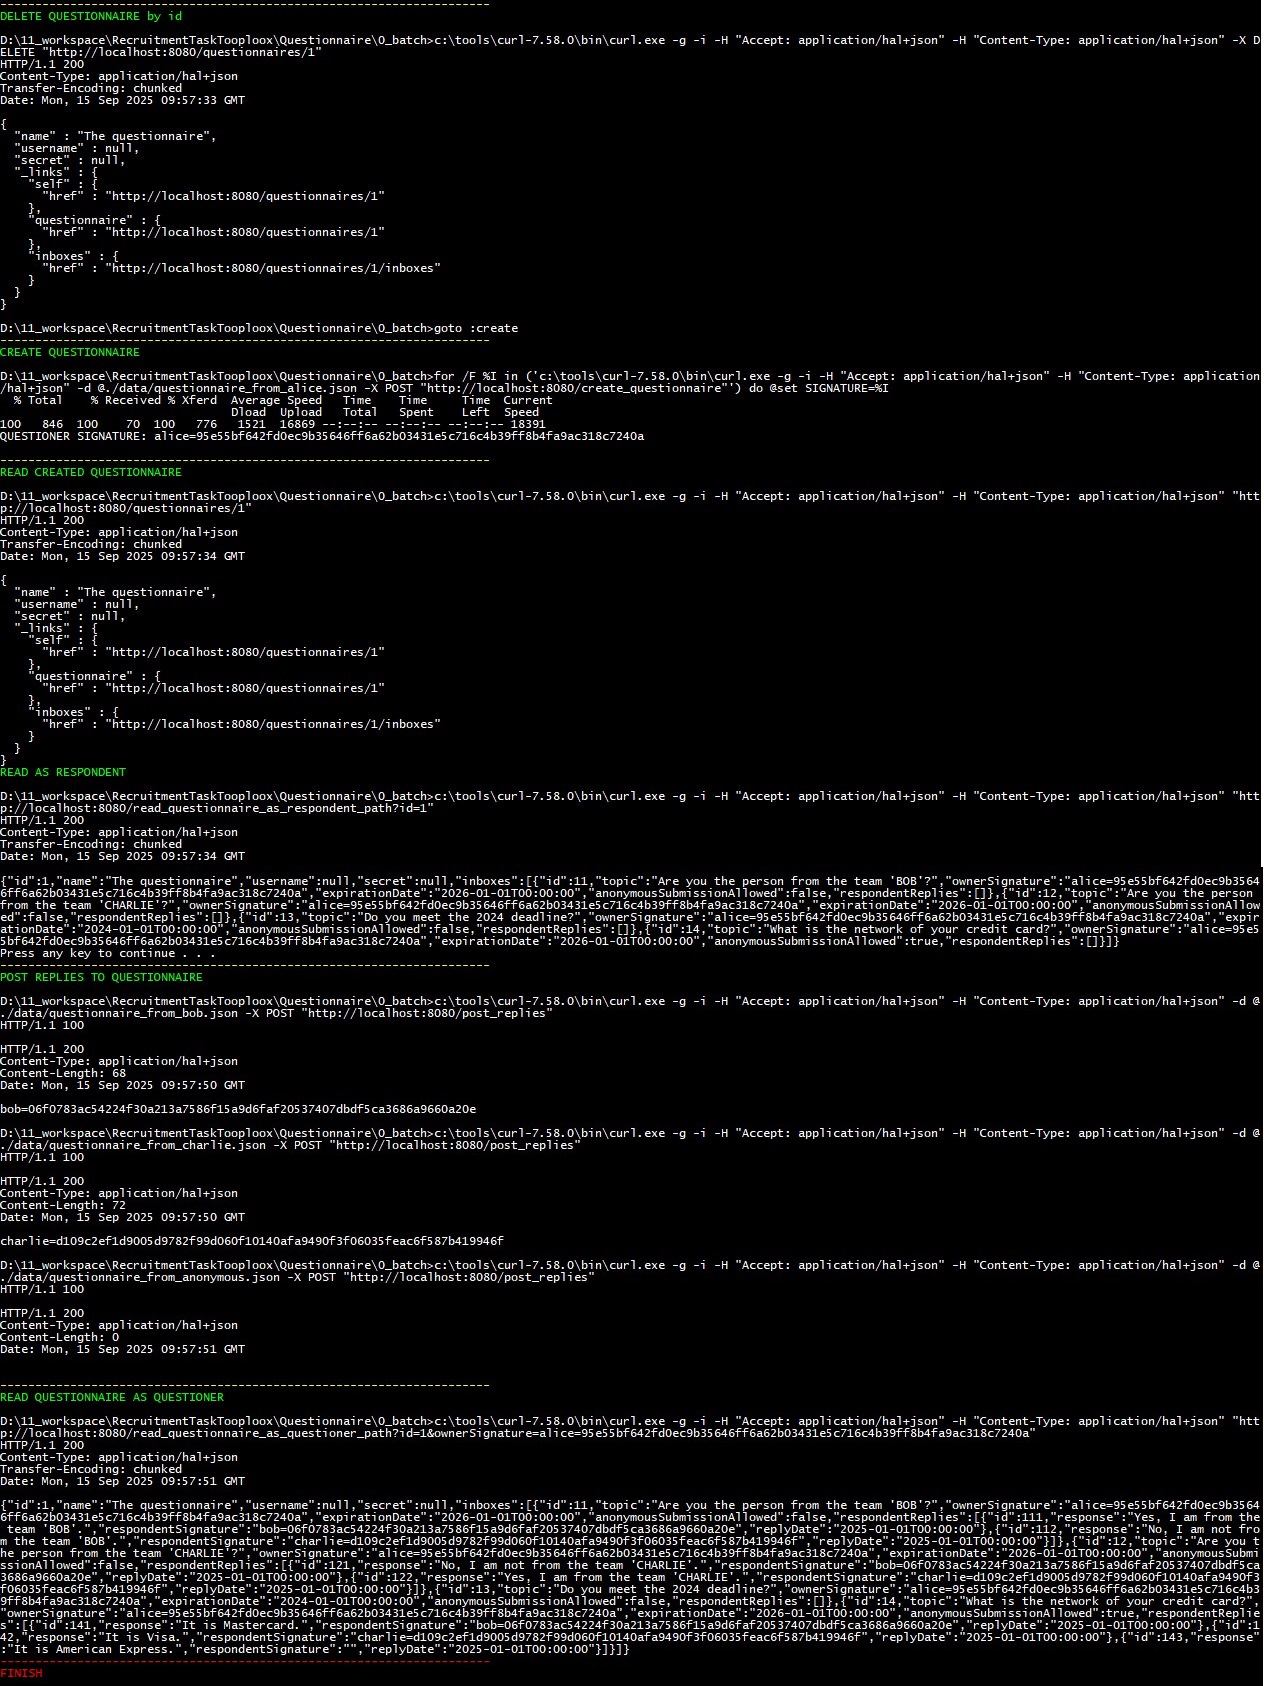 ----------------------------------------------------------------------
DELETE QUESTIONNAIRE by id
D:\11_workspace\RecruitmentTaskTooploox\Questionnaire\0_batch>c:\tools\curl-7.58.0\bin\curl.exe -g -i -H "Accept: application/hal+json" -H "Content-Type: application/hal+json" -X D
ELETE "http://localhost:8080/questionnaires/1"
HTTP/1.1 200
Content-Type: application/hal+json
Transfer-Encoding: chunked
Date: Mon, 15 Sep 2025 09:57:33 GMT
{
  "name" : "The questionnaire",
  "username" : null,
  "secret" : null,
  "_links" : {
    "self" : {
      "href" : "http://localhost:8080/questionnaires/1"
    },
    "questionnaire" : {
      "href" : "http://localhost:8080/questionnaires/1"
    },
    "inboxes" : {
      "href" : "http://localhost:8080/questionnaires/1/inboxes"
    }
  }
}
D:\11_workspace\RecruitmentTaskTooploox\Questionnaire\0_batch>goto :create
----------------------------------------------------------------------
CREATE QUESTIONNAIRE
D:\11_workspace\RecruitmentTaskTooploox\Questionnaire\0_batch>for /F %I in ('c:\tools\curl-7.58.0\bin\curl.exe -g -i -H "Accept: application/hal+json" -H "Content-Type: application
/hal+json" -d @./data/questionnaire_from_alice.json -X POST "http://localhost:8080/create_questionnaire"') do @set SIGNATURE=%I
  % Total    % Received % Xferd  Average Speed   Time    Time     Time  Current
                                 Dload  Upload   Total   Spent    Left  Speed
100   846  100    70  100   776   1521  16869 --:--:-- --:--:-- --:--:-- 18391
QUESTIONER SIGNATURE: alice=95e55bf642fd0ec9b35646ff6a62b03431e5c716c4b39ff8b4fa9ac318c7240a
----------------------------------------------------------------------
READ CREATED QUESTIONNAIRE
D:\11_workspace\RecruitmentTaskTooploox\Questionnaire\0_batch>c:\tools\curl-7.58.0\bin\curl.exe -g -i -H "Accept: application/hal+json" -H "Content-Type: application/hal+json" "htt
p://localhost:8080/questionnaires/1"
HTTP/1.1 200
Content-Type: application/hal+json
Transfer-Encoding: chunked
Date: Mon, 15 Sep 2025 09:57:34 GMT
{
  "name" : "The questionnaire",
  "username" : null,
  "secret" : null,
  "_links" : {
    "self" : {
      "href" : "http://localhost:8080/questionnaires/1"
    },
    "questionnaire" : {
      "href" : "http://localhost:8080/questionnaires/1"
    },
    "inboxes" : {
      "href" : "http://localhost:8080/questionnaires/1/inboxes"
    }
  }
}
READ AS RESPONDENT
D:\11_workspace\RecruitmentTaskTooploox\Questionnaire\0_batch>c:\tools\curl-7.58.0\bin\curl.exe -g -i -H "Accept: application/hal+json" -H "Content-Type: application/hal+json" "htt
p://localhost:8080/read_questionnaire_as_respondent_path?id=1"
HTTP/1.1 200
Content-Type: application/hal+json
Transfer-Encoding: chunked
Date: Mon, 15 Sep 2025 09:57:34 GMT
{"id":1,"name":"The questionnaire","username":null,"secret":null,"inboxes":[{"id":11,"topic":"Are you the person from the team 'BOB'?","ownerSignature":"alice=95e55bf642fd0ec9b3564
6ff6a62b03431e5c716c4b39ff8b4fa9ac318c7240a","expirationDate":"2026-01-01T00:00:00","anonymousSubmissionAllowed":false,"respondentReplies":[]},{"id":12,"topic":"Are you the person 
from the team 'CHARLIE'?","ownerSignature":"alice=95e55bf642fd0ec9b35646ff6a62b03431e5c716c4b39ff8b4fa9ac318c7240a","expirationDate":"2026-01-01T00:00:00","anonymousSubmissionAllow
ed":false,"respondentReplies":[]},{"id":13,"topic":"Do you meet the 2024 deadline?","ownerSignature":"alice=95e55bf642fd0ec9b35646ff6a62b03431e5c716c4b39ff8b4fa9ac318c7240a","expir
ationDate":"2024-01-01T00:00:00","anonymousSubmissionAllowed":false,"respondentReplies":[]},{"id":14,"topic":"What is the network of your credit card?","ownerSignature":"alice=95e5
5bf642fd0ec9b35646ff6a62b03431e5c716c4b39ff8b4fa9ac318c7240a","expirationDate":"2026-01-01T00:00:00","anonymousSubmissionAllowed":true,"respondentReplies":[]}]}
Press any key to continue . . .
----------------------------------------------------------------------
POST REPLIES TO QUESTIONNAIRE
D:\11_workspace\RecruitmentTaskTooploox\Questionnaire\0_batch>c:\tools\curl-7.58.0\bin\curl.exe -g -i -H "Accept: application/hal+json" -H "Content-Type: application/hal+json" -d @
./data/questionnaire_from_bob.json -X POST "http://localhost:8080/post_replies"
HTTP/1.1 100
HTTP/1.1 200
Content-Type: application/hal+json
Content-Length: 68
Date: Mon, 15 Sep 2025 09:57:50 GMT
bob=06f0783ac54224f30a213a7586f15a9d6faf20537407dbdf5ca3686a9660a20e
D:\11_workspace\RecruitmentTaskTooploox\Questionnaire\0_batch>c:\tools\curl-7.58.0\bin\curl.exe -g -i -H "Accept: application/hal+json" -H "Content-Type: application/hal+json" -d @
./data/questionnaire_from_charlie.json -X POST "http://localhost:8080/post_replies"
HTTP/1.1 100
HTTP/1.1 200
Content-Type: application/hal+json
Content-Length: 72
Date: Mon, 15 Sep 2025 09:57:50 GMT
charlie=d109c2ef1d9005d9782f99d060f10140afa9490f3f06035feac6f587b419946f
D:\11_workspace\RecruitmentTaskTooploox\Questionnaire\0_batch>c:\tools\curl-7.58.0\bin\curl.exe -g -i -H "Accept: application/hal+json" -H "Content-Type: application/hal+json" -d @
./data/questionnaire_from_anonymous.json -X POST "http://localhost:8080/post_replies"
HTTP/1.1 100
HTTP/1.1 200
Content-Type: application/hal+json
Content-Length: 0
Date: Mon, 15 Sep 2025 09:57:51 GMT
----------------------------------------------------------------------
READ QUESTIONNAIRE AS QUESTIONER
D:\11_workspace\RecruitmentTaskTooploox\Questionnaire\0_batch>c:\tools\curl-7.58.0\bin\curl.exe -g -i -H "Accept: application/hal+json" -H "Content-Type: application/hal+json" "htt
p://localhost:8080/read_questionnaire_as_questioner_path?id=1&ownerSignature=alice=95e55bf642fd0ec9b35646ff6a62b03431e5c716c4b39ff8b4fa9ac318c7240a"
HTTP/1.1 200
Content-Type: application/hal+json
Transfer-Encoding: chunked
Date: Mon, 15 Sep 2025 09:57:51 GMT
{"id":1,"name":"The questionnaire","username":null,"secret":null,"inboxes":[{"id":11,"topic":"Are you the person from the team 'BOB'?","ownerSignature":"alice=95e55bf642fd0ec9b3564
6ff6a62b03431e5c716c4b39ff8b4fa9ac318c7240a","expirationDate":"2026-01-01T00:00:00","anonymousSubmissionAllowed":false,"respondentReplies":[{"id":111,"response":"Yes, I am from the
 team 'BOB'.","respondentSignature":"bob=06f0783ac54224f30a213a7586f15a9d6faf20537407dbdf5ca3686a9660a20e","replyDate":"2025-01-01T00:00:00"},{"id":112,"response":"No, I am not fro
m the team 'BOB'.","respondentSignature":"charlie=d109c2ef1d9005d9782f99d060f10140afa9490f3f06035feac6f587b419946f","replyDate":"2025-01-01T00:00:00"}]},{"id":12,"topic":"Are you t
he person from the team 'CHARLIE'?","ownerSignature":"alice=95e55bf642fd0ec9b35646ff6a62b03431e5c716c4b39ff8b4fa9ac318c7240a","expirationDate":"2026-01-01T00:00:00","anonymousSubmi
ssionAllowed":false,"respondentReplies":[{"id":121,"response":"No, I am not from the team 'CHARLIE'.","respondentSignature":"bob=06f0783ac54224f30a213a7586f15a9d6faf20537407dbdf5ca
3686a9660a20e","replyDate":"2025-01-01T00:00:00"},{"id":122,"response":"Yes, I am from the team 'CHARLIE'.","respondentSignature":"charlie=d109c2ef1d9005d9782f99d060f10140afa9490f3
f06035feac6f587b419946f","replyDate":"2025-01-01T00:00:00"}]},{"id":13,"topic":"Do you meet the 2024 deadline?","ownerSignature":"alice=95e55bf642fd0ec9b35646ff6a62b03431e5c716c4b3
9ff8b4fa9ac318c7240a","expirationDate":"2024-01-01T00:00:00","anonymousSubmissionAllowed":false,"respondentReplies":[]},{"id":14,"topic":"What is the network of your credit card?",
"ownerSignature":"alice=95e55bf642fd0ec9b35646ff6a62b03431e5c716c4b39ff8b4fa9ac318c7240a","expirationDate":"2026-01-01T00:00:00","anonymousSubmissionAllowed":true,"respondentReplie
s":[{"id":141,"response":"It is Mastercard.","respondentSignature":"bob=06f0783ac54224f30a213a7586f15a9d6faf20537407dbdf5ca3686a9660a20e","replyDate":"2025-01-01T00:00:00"},{"id":1
42,"response":"It is Visa.","respondentSignature":"charlie=d109c2ef1d9005d9782f99d060f10140afa9490f3f06035feac6f587b419946f","replyDate":"2025-01-01T00:00:00"},{"id":143,"response"
:"It is American Express.","respondentSignature":"","replyDate":"2025-01-01T00:00:00"}]}]}
----------------------------------------------------------------------
FINISH